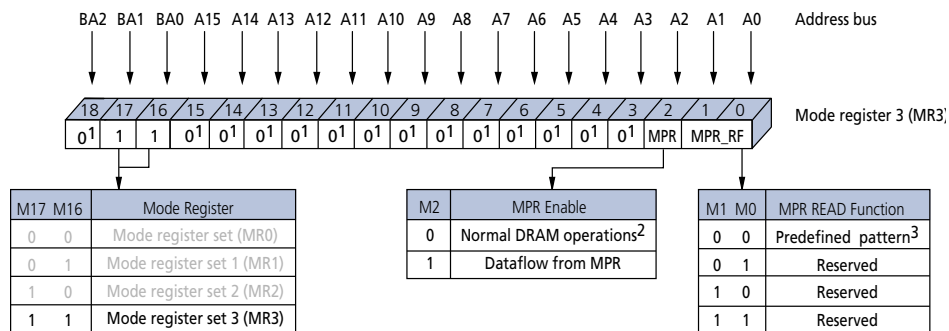 BA2 BA1 BA0 A15 A14 A13 A12 A11 A10 A9 A8 A7 A6 A5 A4 A3 A2 A1 A0 Address bus
18 17 16 15 14 13 12 11 10 9 8 7 6 5 4 3 2 1 0 Mode register 3 (MR3)
0¹ 1 1 0¹ 0¹ 0¹ 0¹ 0¹ 0¹ 0¹ 0¹ 0¹ 0¹ 0¹ 0¹ 0¹ MPR MPR_RF
M17 M16 Mode Register
0 0 Mode register set (MR0)
0 1 Mode register set 1 (MR1)
1 0 Mode register set 2 (MR2)
1 1 Mode register set 3 (MR3)
M2 MPR Enable
0 Normal DRAM operations²
1 Dataflow from MPR
M1 M0 MPR READ Function
0 0 Predefined pattern³
0 1 Reserved
1 0 Reserved
1 1 Reserved